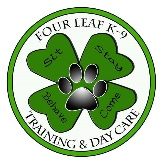 FOUR LEAF K-9
Sit
Stay
Behave
Come
TRAINING & DAY CARE